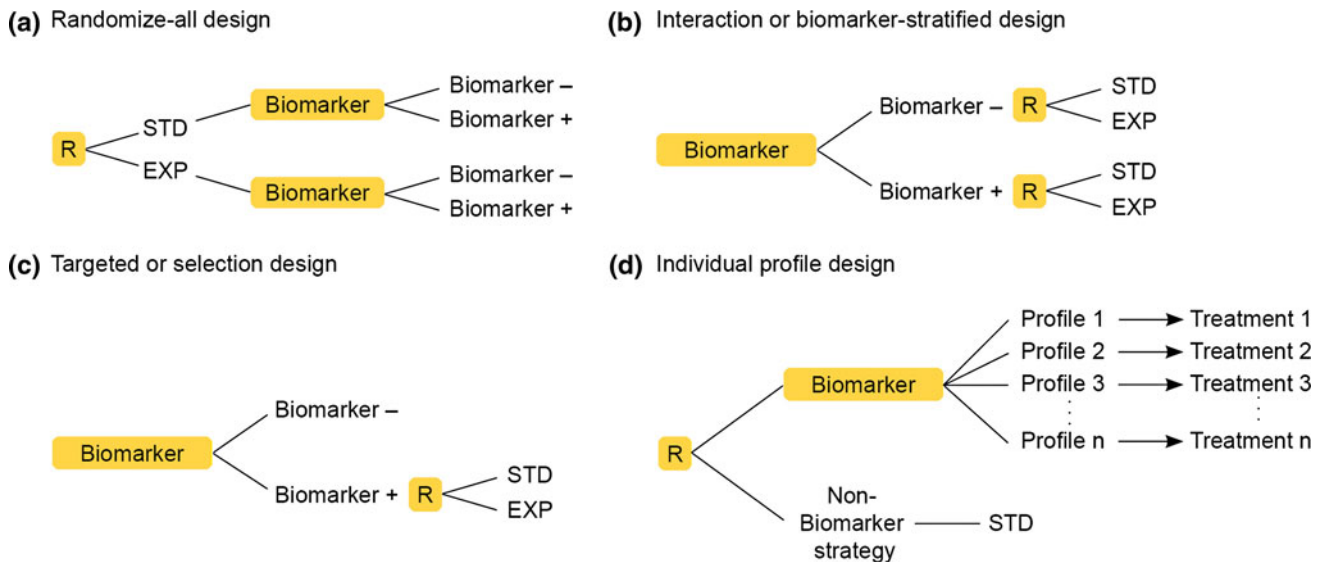 (a) Randomize-all design
R
STD
EXP
Biomarker
Biomarker –
Biomarker +
Biomarker
Biomarker –
Biomarker +
(b) Interaction or biomarker-stratified design
Biomarker
Biomarker – R
STD
EXP
Biomarker + R
STD
EXP
(c) Targeted or selection design
Biomarker
Biomarker –
Biomarker + R
STD
EXP
(d) Individual profile design
R
Biomarker
Profile 1 Treatment 1
Profile 2 Treatment 2
Profile 3 Treatment 3
Profile n Treatment n
Non-
Biomarker
strategy
STD